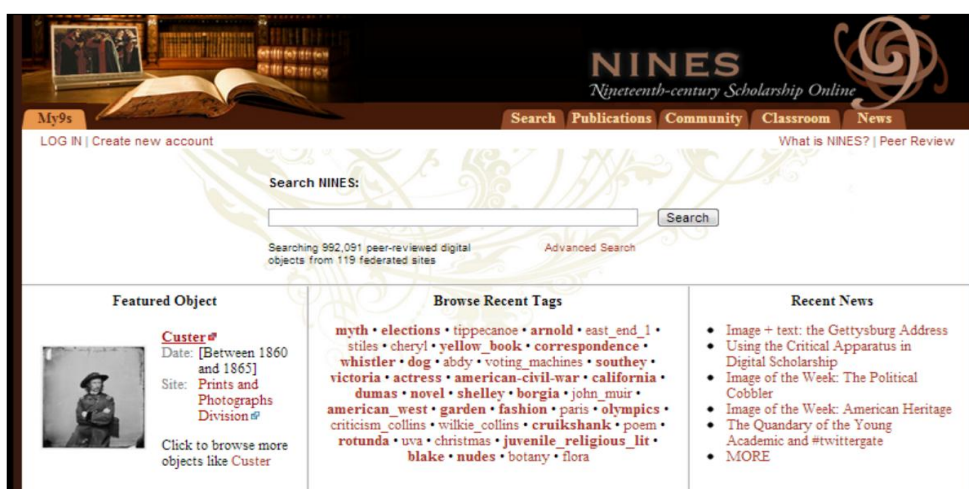 NINES
Nineteenth-century Scholarship Online
My9s
Search Publications Community Classroom News
LOG IN | Create new account
What is NINES? | Peer Review
Search NINES:
Search
Searching 992,091 peer-reviewed digital
objects from 119 federated sites
Advanced Search
Featured Object
Custer
Date: [Between 1860
and 1865]
Site: Prints and
Photographs
Division
Click to browse more
objects like Custer
Browse Recent Tags
myth • elections • tippecanoe • arnold • east_end_1 •
stiles • cheryl • yellow_book • correspondence •
whistler • dog • abdy • voting_machines • southey •
victoria • actress • american-civil-war • california •
dumas • novel • shelley • borgia • john_muir •
american_west • garden • fashion • paris • olympics •
criticism_collins • wilkie_collins • cruikshank • poem •
rotunda • uva • christmas • juvenile_religious_lit •
blake • nudes • botany • flora
Recent News
• Image + text: the Gettysburg Address
• Using the Critical Apparatus in
Digital Scholarship
• Image of the Week: The Political
Cobbler
• Image of the Week: American Heritage
• The Quandary of the Young
Academic and #twittergate
• MORE